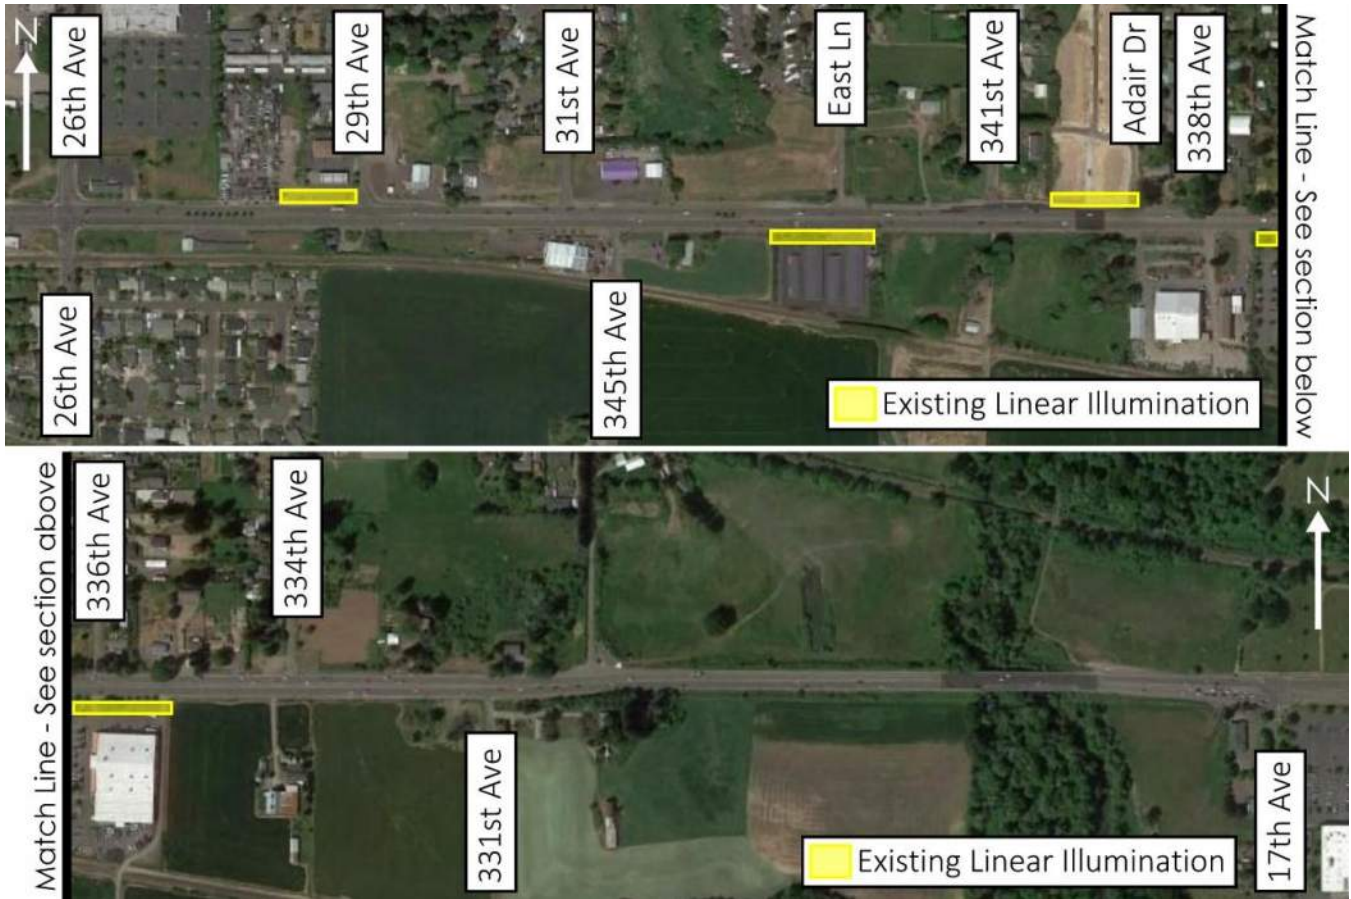 N
26th Ave
29th Ave
31st Ave
East Ln
341st Ave
Adair Dr
338th Ave
Match Line - See section below
26th Ave
345th Ave
Existing Linear Illumination
Match Line - See section above
336th Ave
334th Ave
N
331st Ave
17th Ave
Existing Linear Illumination